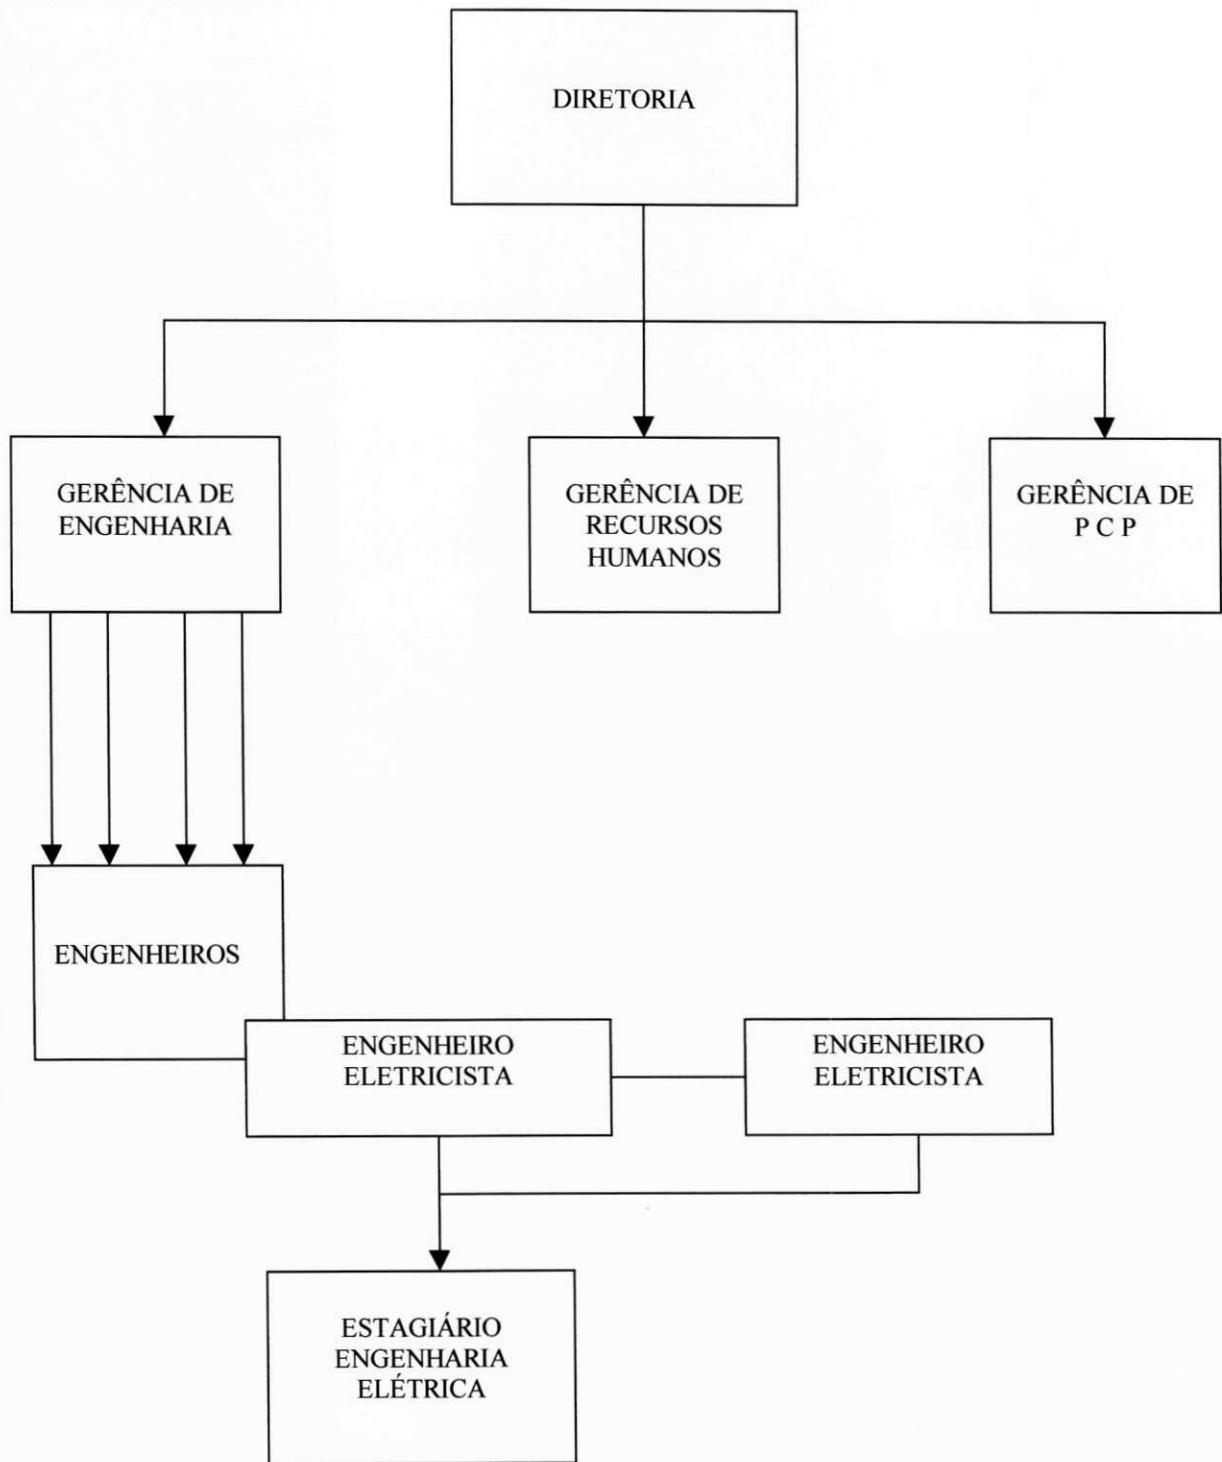 DIRETORIA
GERÊNCIA DE
ENGENHARIA
GERÊNCIA DE
RECURSOS
HUMANOS
GERÊNCIA DE
P C P
ENGENHEIROS
ENGENHEIRO
ELETRICISTA
ENGENHEIRO
ELETRICISTA
ESTAGIÁRIO
ENGENHARIA
ELÉTRICA